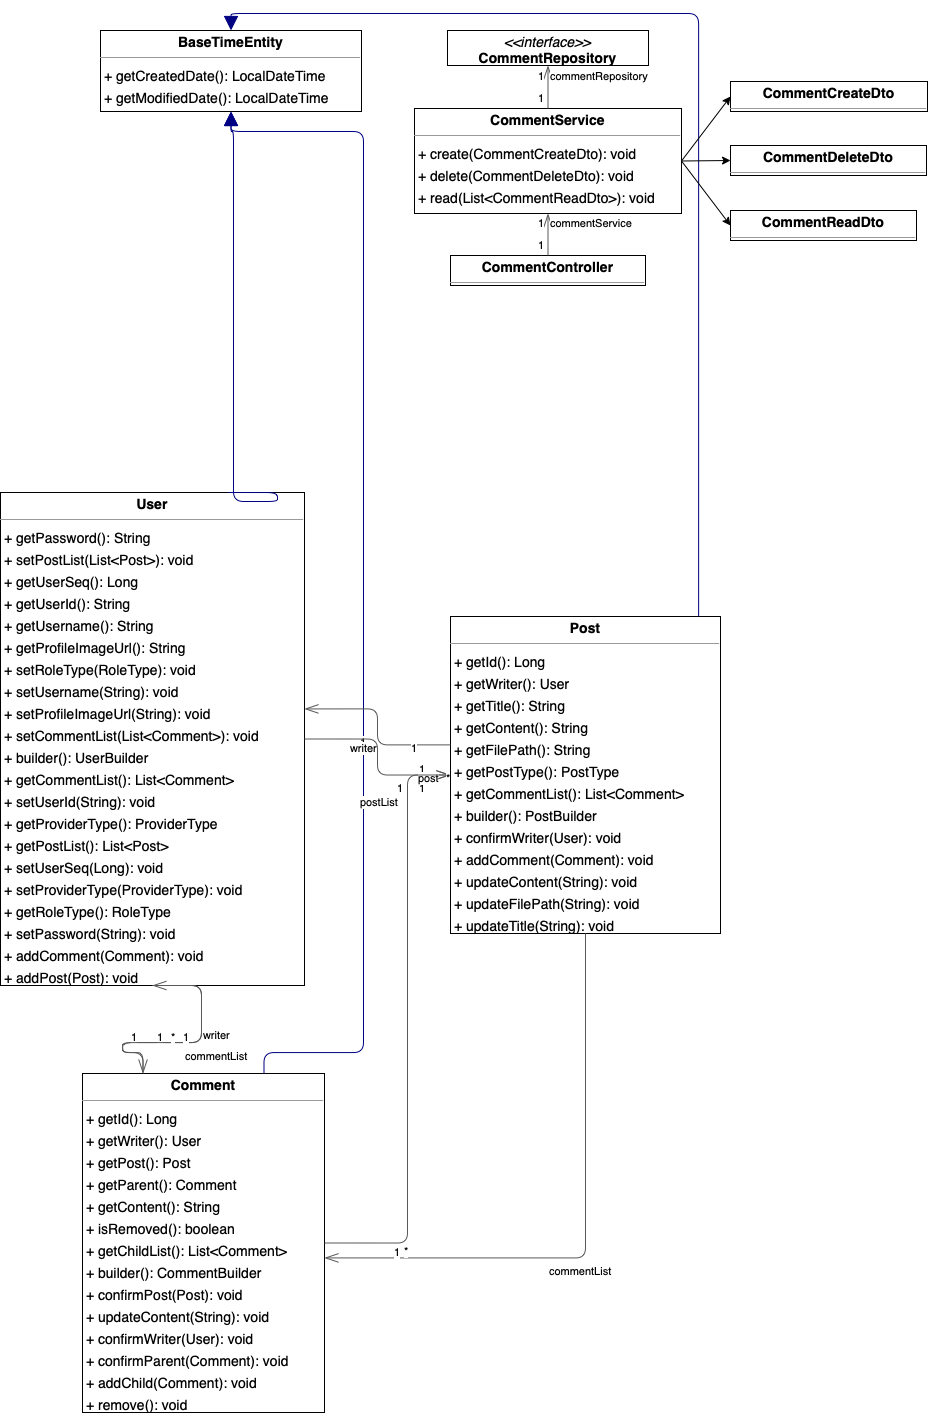 BaseTimeEntity
+ getCreatedDate(): LocalDateTime
+ getModifiedDate(): LocalDateTime
<<interface>>
CommentRepository
1 commentRepository
1
CommentService
+ create(CommentCreateDto): void
+ delete(CommentDeleteDto): void
+ read(List<CommentReadDto>): void
1 commentService
1
CommentController
CommentCreateDto
CommentDeleteDto
CommentReadDto
User
+ getPassword(): String
+ setPostList(List<Post>): void
+ getUserSeq(): Long
+ getUserId(): String
+ getUsername(): String
+ getProfileImageUrl(): String
+ setRoleType(RoleType): void
+ setUsername(String): void
+ setProfileImageUrl(String): void
+ setCommentList(List<Comment>): void
+ builder(): UserBuilder
+ getCommentList(): List<Comment>
+ setUserId(String): void
+ getProviderType(): ProviderType
+ getPostList(): List<Post>
+ setUserSeq(Long): void
+ setProviderType(ProviderType): void
+ getRoleType(): RoleType
+ setPassword(String): void
+ addComment(Comment): void
+ addPost(Post): void
writer 1
1
post
1 1
postList
Post
+ getId(): Long
+ getWriter(): User
+ getTitle(): String
+ getContent(): String
+ getFilePath(): String
+ getPostType(): PostType
+ getCommentList(): List<Comment>
+ builder(): PostBuilder
+ confirmWriter(User): void
+ addComment(Comment): void
+ updateContent(String): void
+ updateFilePath(String): void
+ updateTitle(String): void
1 1 * 1 writer
commentList
Comment
+ getId(): Long
+ getWriter(): User
+ getPost(): Post
+ getParent(): Comment
+ getContent(): String
+ isRemoved(): boolean
+ getChildList(): List<Comment>
+ builder(): CommentBuilder
+ confirmPost(Post): void
+ updateContent(String): void
+ confirmWriter(User): void
+ confirmParent(Comment): void
+ addChild(Comment): void
+ remove(): void
1 *
commentList